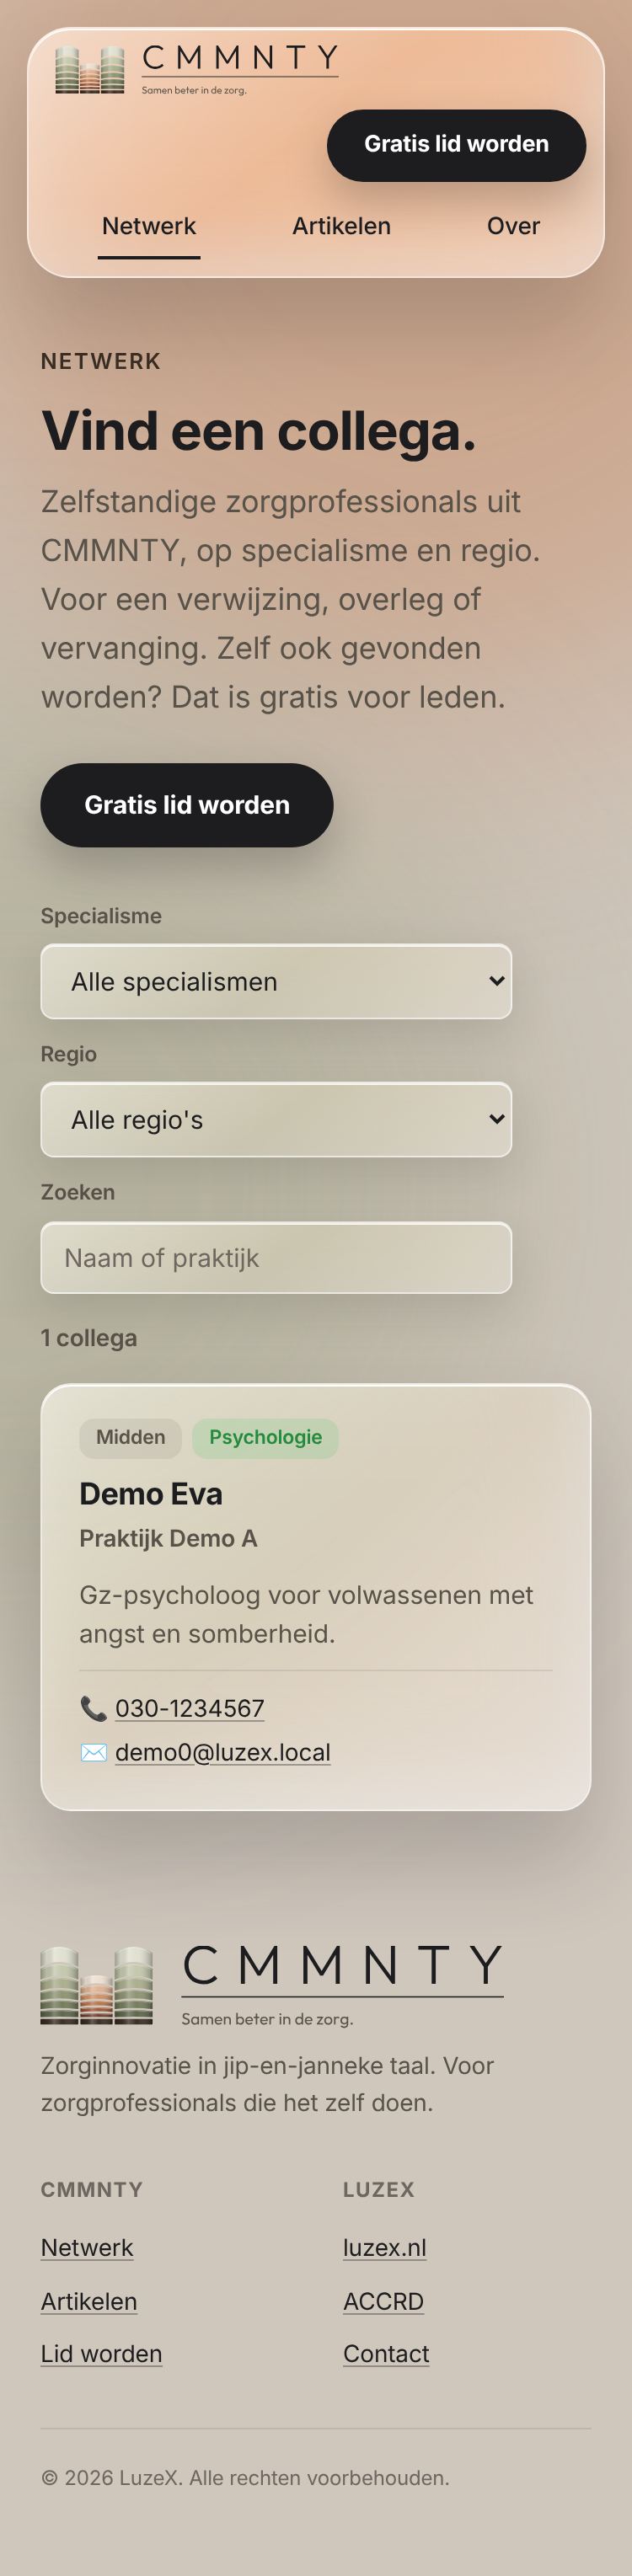 CMMNTY
Samen beter in de zorg.
Gratis lid worden
Netwerk Artikelen Over
NETWERK
Vind een collega.
Zelfstandige zorgprofessionals uit
CMMNTY, op specialisme en regio.
Voor een verwijzing, overleg of
vervanging. Zelf ook gevonden
worden? Dat is gratis voor leden.
Gratis lid worden
Specialisme
Alle specialismen
Regio
Alle regio's
Zoeken
Naam of praktijk
1 collega
Midden Psychologie
Demo Eva
Praktijk Demo A
Gz-psycholoog voor volwassenen met
angst en somberheid.
📞 030-1234567
✉️ demo0@luzex.local
CMMNTY
Samen beter in de zorg.
Zorginnovatie in jip-en-janneke taal. Voor
zorgprofessionals die het zelf doen.
CMMNTY LUZEX
Netwerk luzex.nl
Artikelen ACCRD
Lid worden Contact
© 2026 LuzeX. Alle rechten voorbehouden.